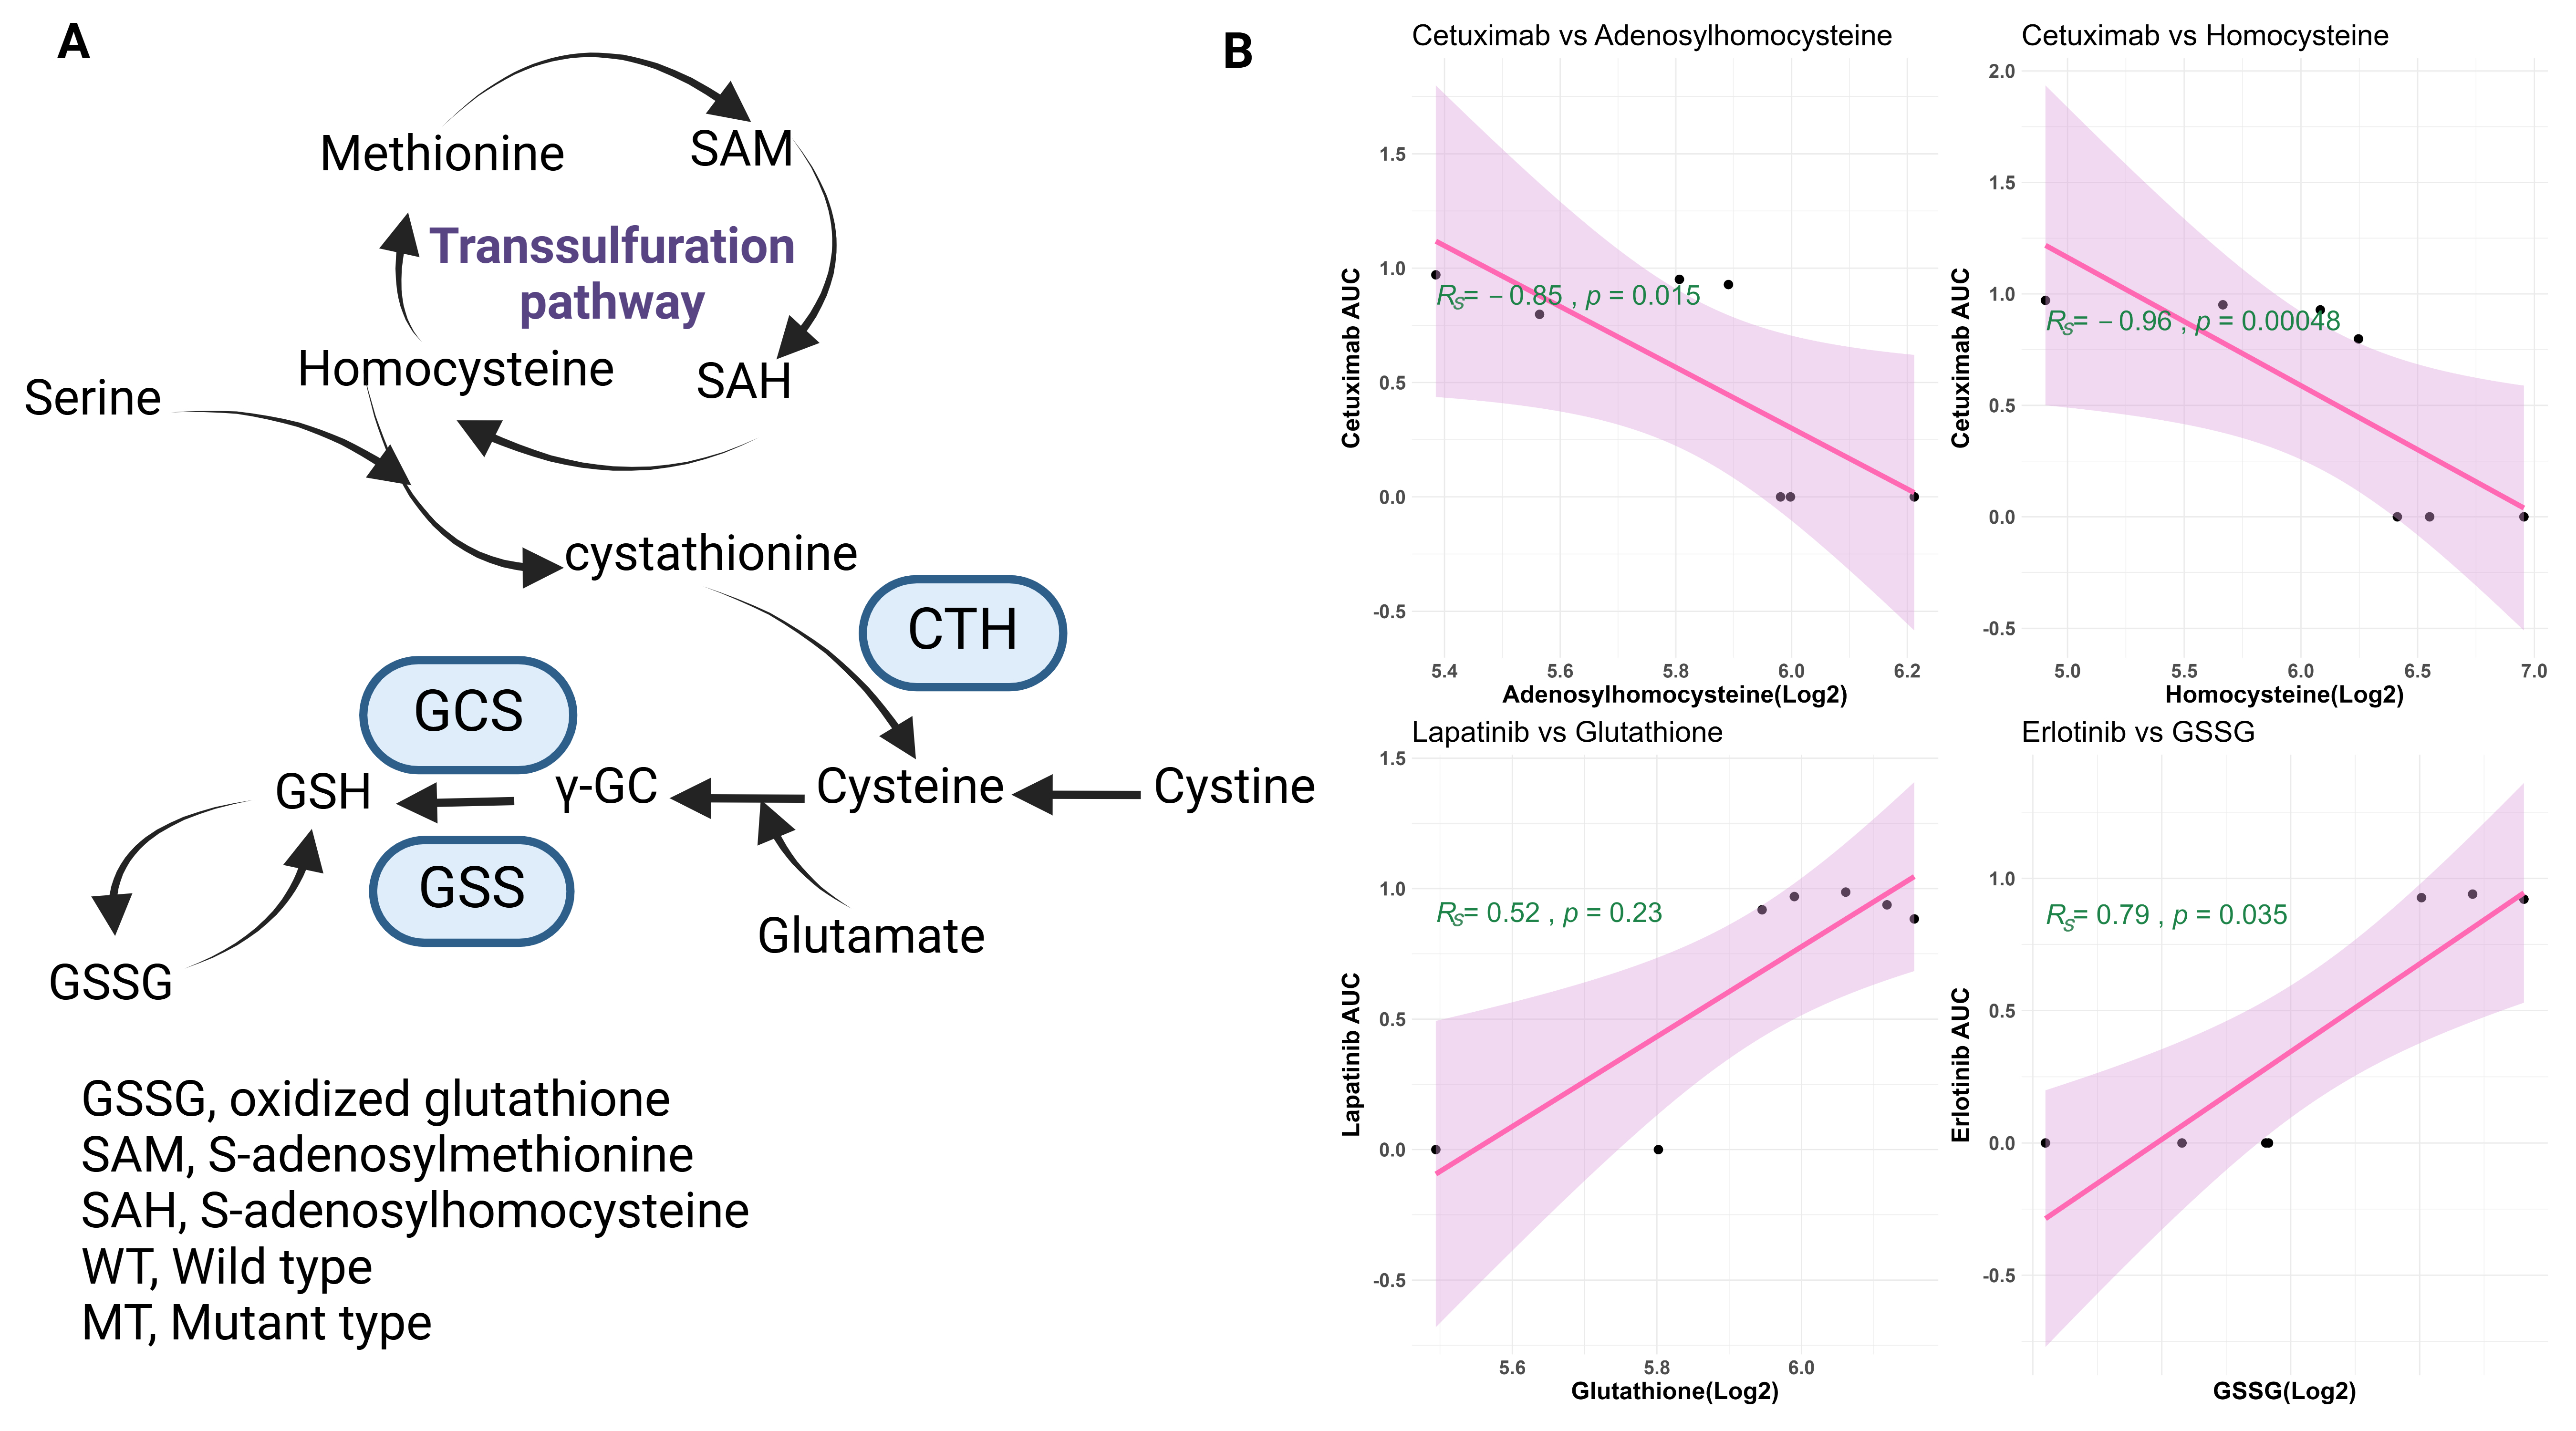 A
Methionine
SAM
Transsulfuration
pathway
Homocysteine
SAH
Serine
cystathionine
CTH
GCS
GSH
γ-GC
Cysteine
Cystine
GSS
Glutamate
GSSG
GSSG, oxidized glutathione
SAM, S-adenosylmethionine
SAH, S-adenosylhomocysteine
WT, Wild type
MT, Mutant type
B
Cetuximab vs Adenosylhomocysteine
Cetuximab AUC
1.5
1.0
0.5
0.0
-0.5
Rs= − 0.85 , p = 0.015
5.4 5.6 5.8 6.0 6.2
Adenosylhomocysteine(Log2)
Cetuximab vs Homocysteine
Cetuximab AUC
2.0
1.5
1.0
0.5
0.0
-0.5
Rs= − 0.96 , p = 0.00048
5.0 5.5 6.0 6.5 7.0
Homocysteine(Log2)
Lapatinib vs Glutathione
Lapatinib AUC
1.5
1.0
0.5
0.0
-0.5
Rs= 0.52 , p = 0.23
5.6 5.8 6.0
Glutathione(Log2)
Erlotinib vs GSSG
Erlotinib AUC
1.0
0.5
0.0
-0.5
Rs= 0.79 , p = 0.035
GSSG(Log2)